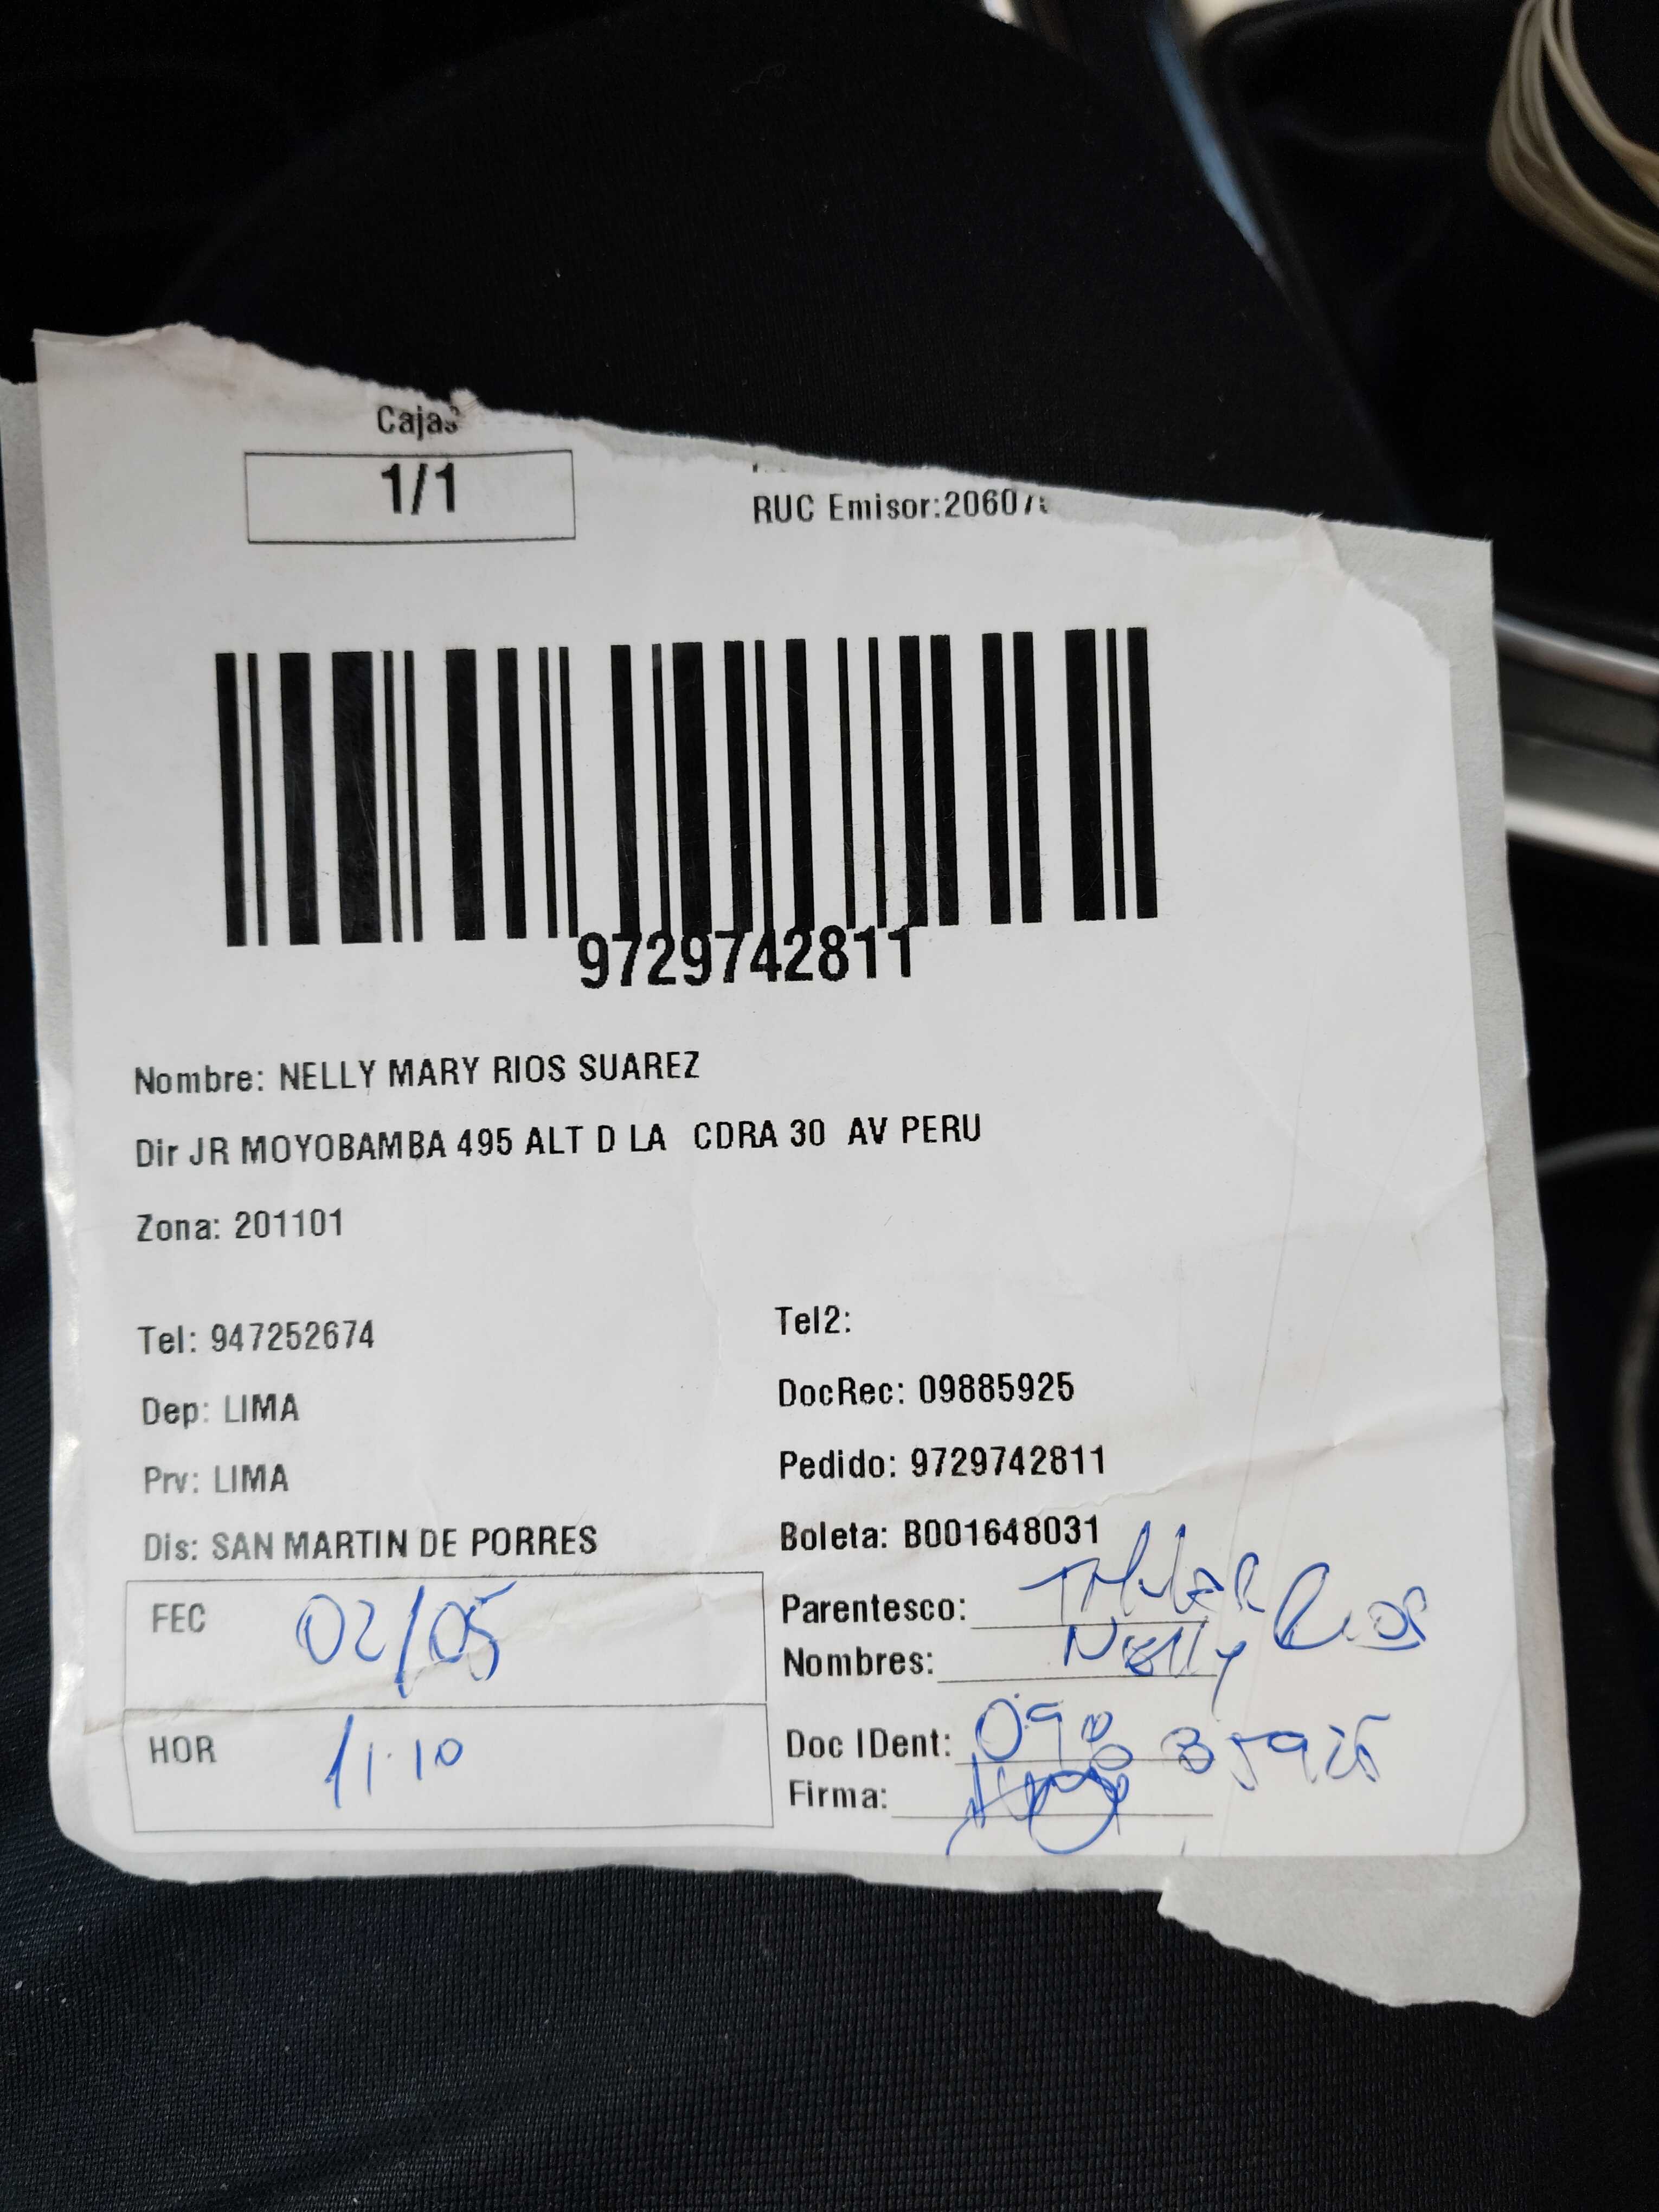 Cajas
1/1
RUC Emisor:20607
9729742811
Nombre: NELLY MARY RIOS SUAREZ
Dir JR MOYOBAMBA 495 ALT D LA CDRA 30 AV PERU
Zona: 201101
Tel: 947252674
Tel2:
Dep: LIMA
DocRec: 09885925
Prv: LIMA
Pedido: 9729742811
Dis: SAN MARTIN DE PORRES
Boleta: B001648031
FEC 02/05
Parentesco:
Nombres: Nelly Rios
HOR 11:10
Doc IDent:
Firma: